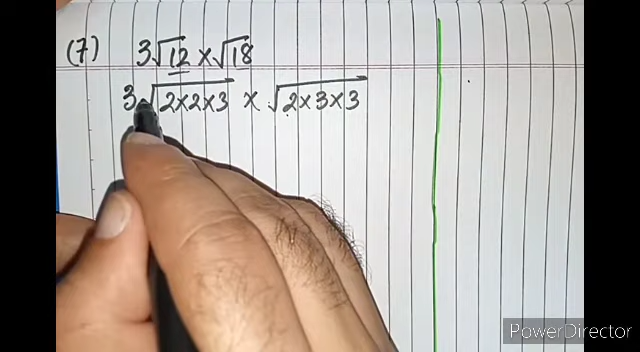 (7) 3√12 × √18
3√2×2×3 × √2×3×3
PowerDirector